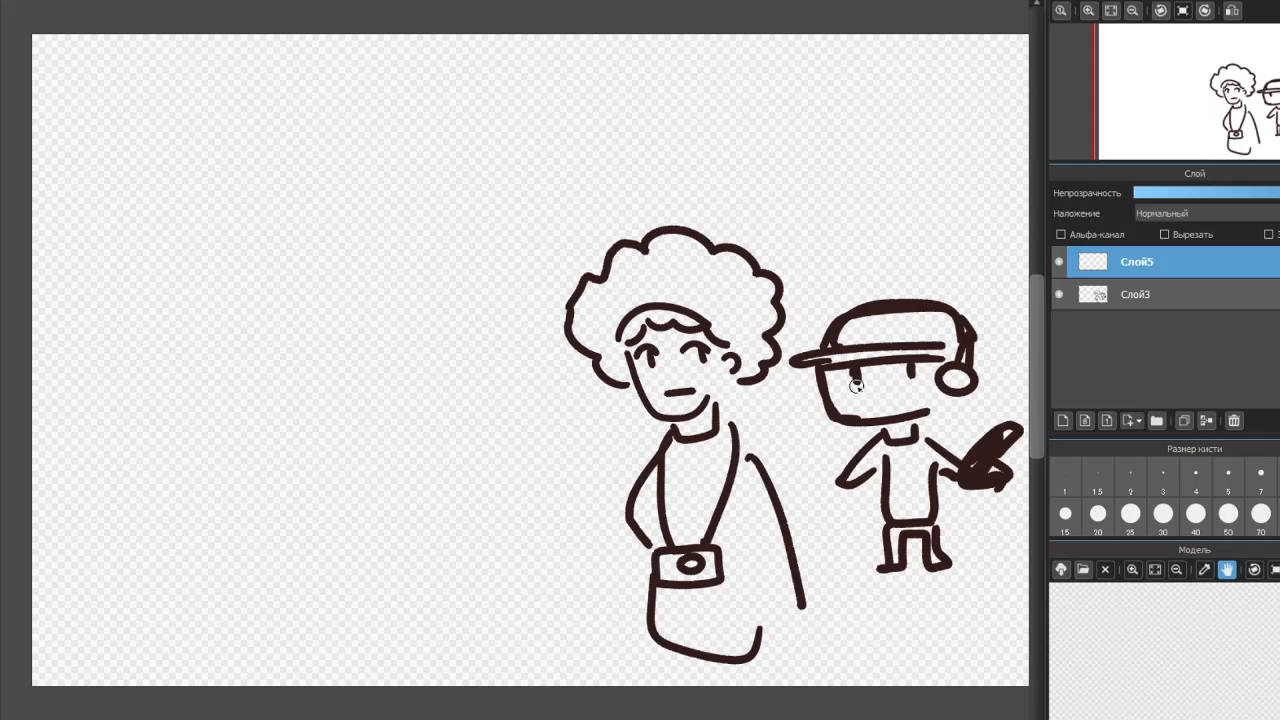 Слой
Непрозрачность
Наложение Нормальный
Альфа-канал Вырезать
Слой5
Слой3
Размер кисти
1 1.5 2 3 4 5 7
15 20 25 30 40 50 70
Модель